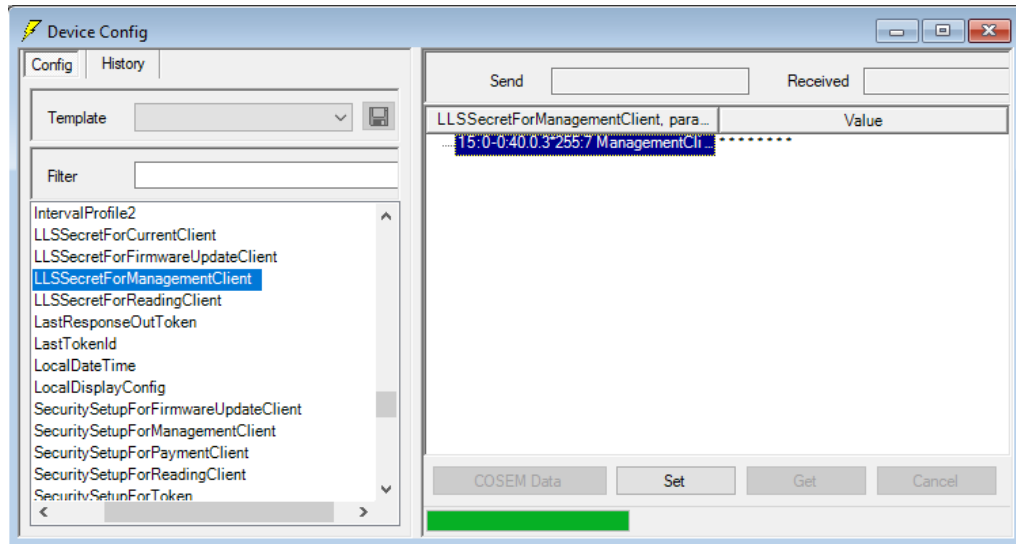 Device Config
Config History
Template
Filter
IntervalProfile2
LLSSecretForCurrentClient
LLSSecretForFirmwareUpdateClient
LLSSecretForManagementClient
LLSSecretForReadingClient
LastResponseOutToken
LastTokenId
LocalDateTime
LocalDisplayConfig
SecuritySetupForFirmwareUpdateClient
SecuritySetupForManagementClient
SecuritySetupForPaymentClient
SecuritySetupForReadingClient
SecuritySetupForToken
Send Received
LLSSecretForManagementClient, para... Value
15:0-0:40.0.3*255:7 ManagementCli... ********
COSEM Data Set Get Cancel